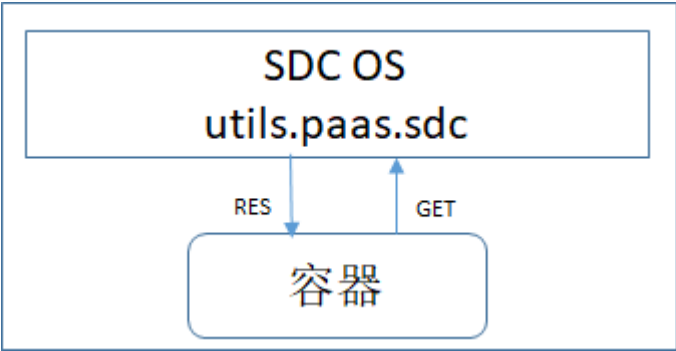 SDC OS
utils.paas.sdc
RES
GET
容器